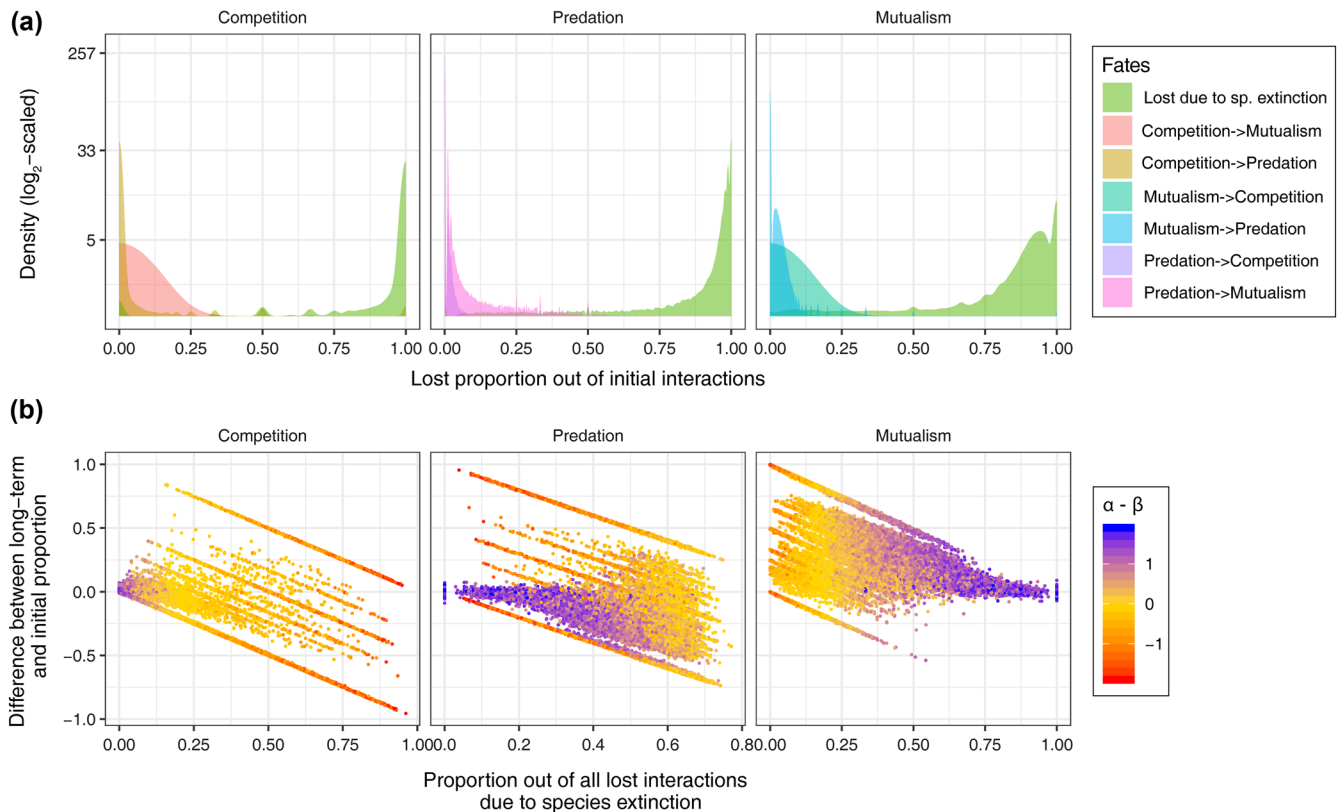 (a)
Competition
Predation
Mutualism
257
33
5
Density (log₂−scaled)
0.00 0.25 0.50 0.75 1.00
0.00 0.25 0.50 0.75 1.00
0.00 0.25 0.50 0.75 1.00
Lost proportion out of initial interactions
Fates
Lost due to sp. extinction
Competition->Mutualism
Competition->Predation
Mutualism->Competition
Mutualism->Predation
Predation->Competition
Predation->Mutualism
(b)
Competition
Predation
Mutualism
1.0
0.5
0.0
−0.5
−1.0
Difference between long−term
and initial proportion
0.00 0.25 0.50 0.75 1.00
0.0 0.2 0.4 0.6 0.8
0.00 0.25 0.50 0.75 1.00
Proportion out of all lost interactions
due to species extinction
α - β
1
0
−1